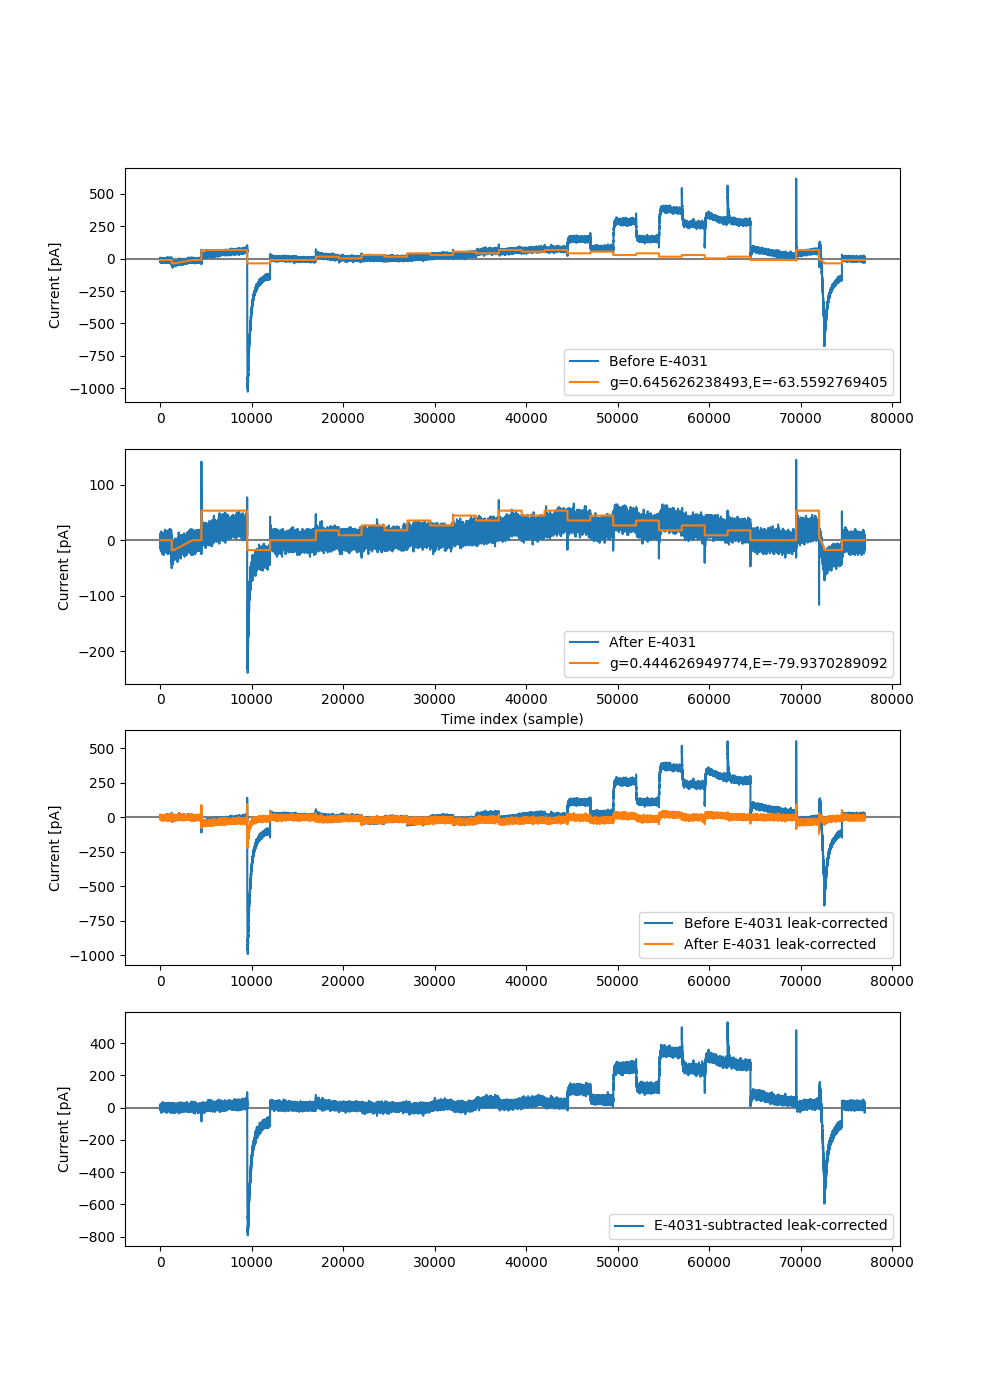 500
250
0
−250
−500
−750
−1000
Current [pA]
Before E-4031
g=0.645626238493,E=-63.5592769405
0 10000 20000 30000 40000 50000 60000 70000 80000
100
0
−100
−200
Current [pA]
After E-4031
g=0.444626949774,E=-79.9370289092
0 10000 20000 30000 40000 50000 60000 70000 80000
Time index (sample)
500
250
0
−250
−500
−750
−1000
Current [pA]
Before E-4031 leak-corrected
After E-4031 leak-corrected
0 10000 20000 30000 40000 50000 60000 70000 80000
400
200
0
−200
−400
−600
−800
Current [pA]
E-4031-subtracted leak-corrected
0 10000 20000 30000 40000 50000 60000 70000 80000